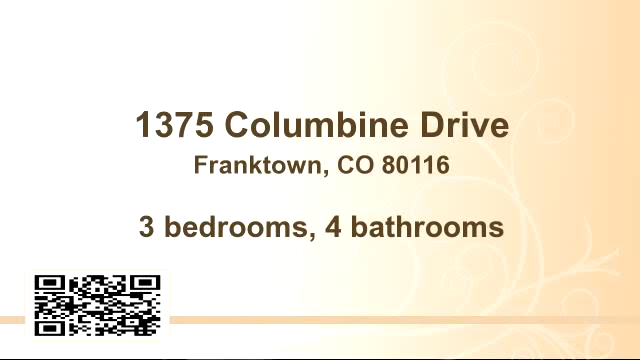 1375 Columbine Drive
Franktown, CO 80116
3 bedrooms, 4 bathrooms